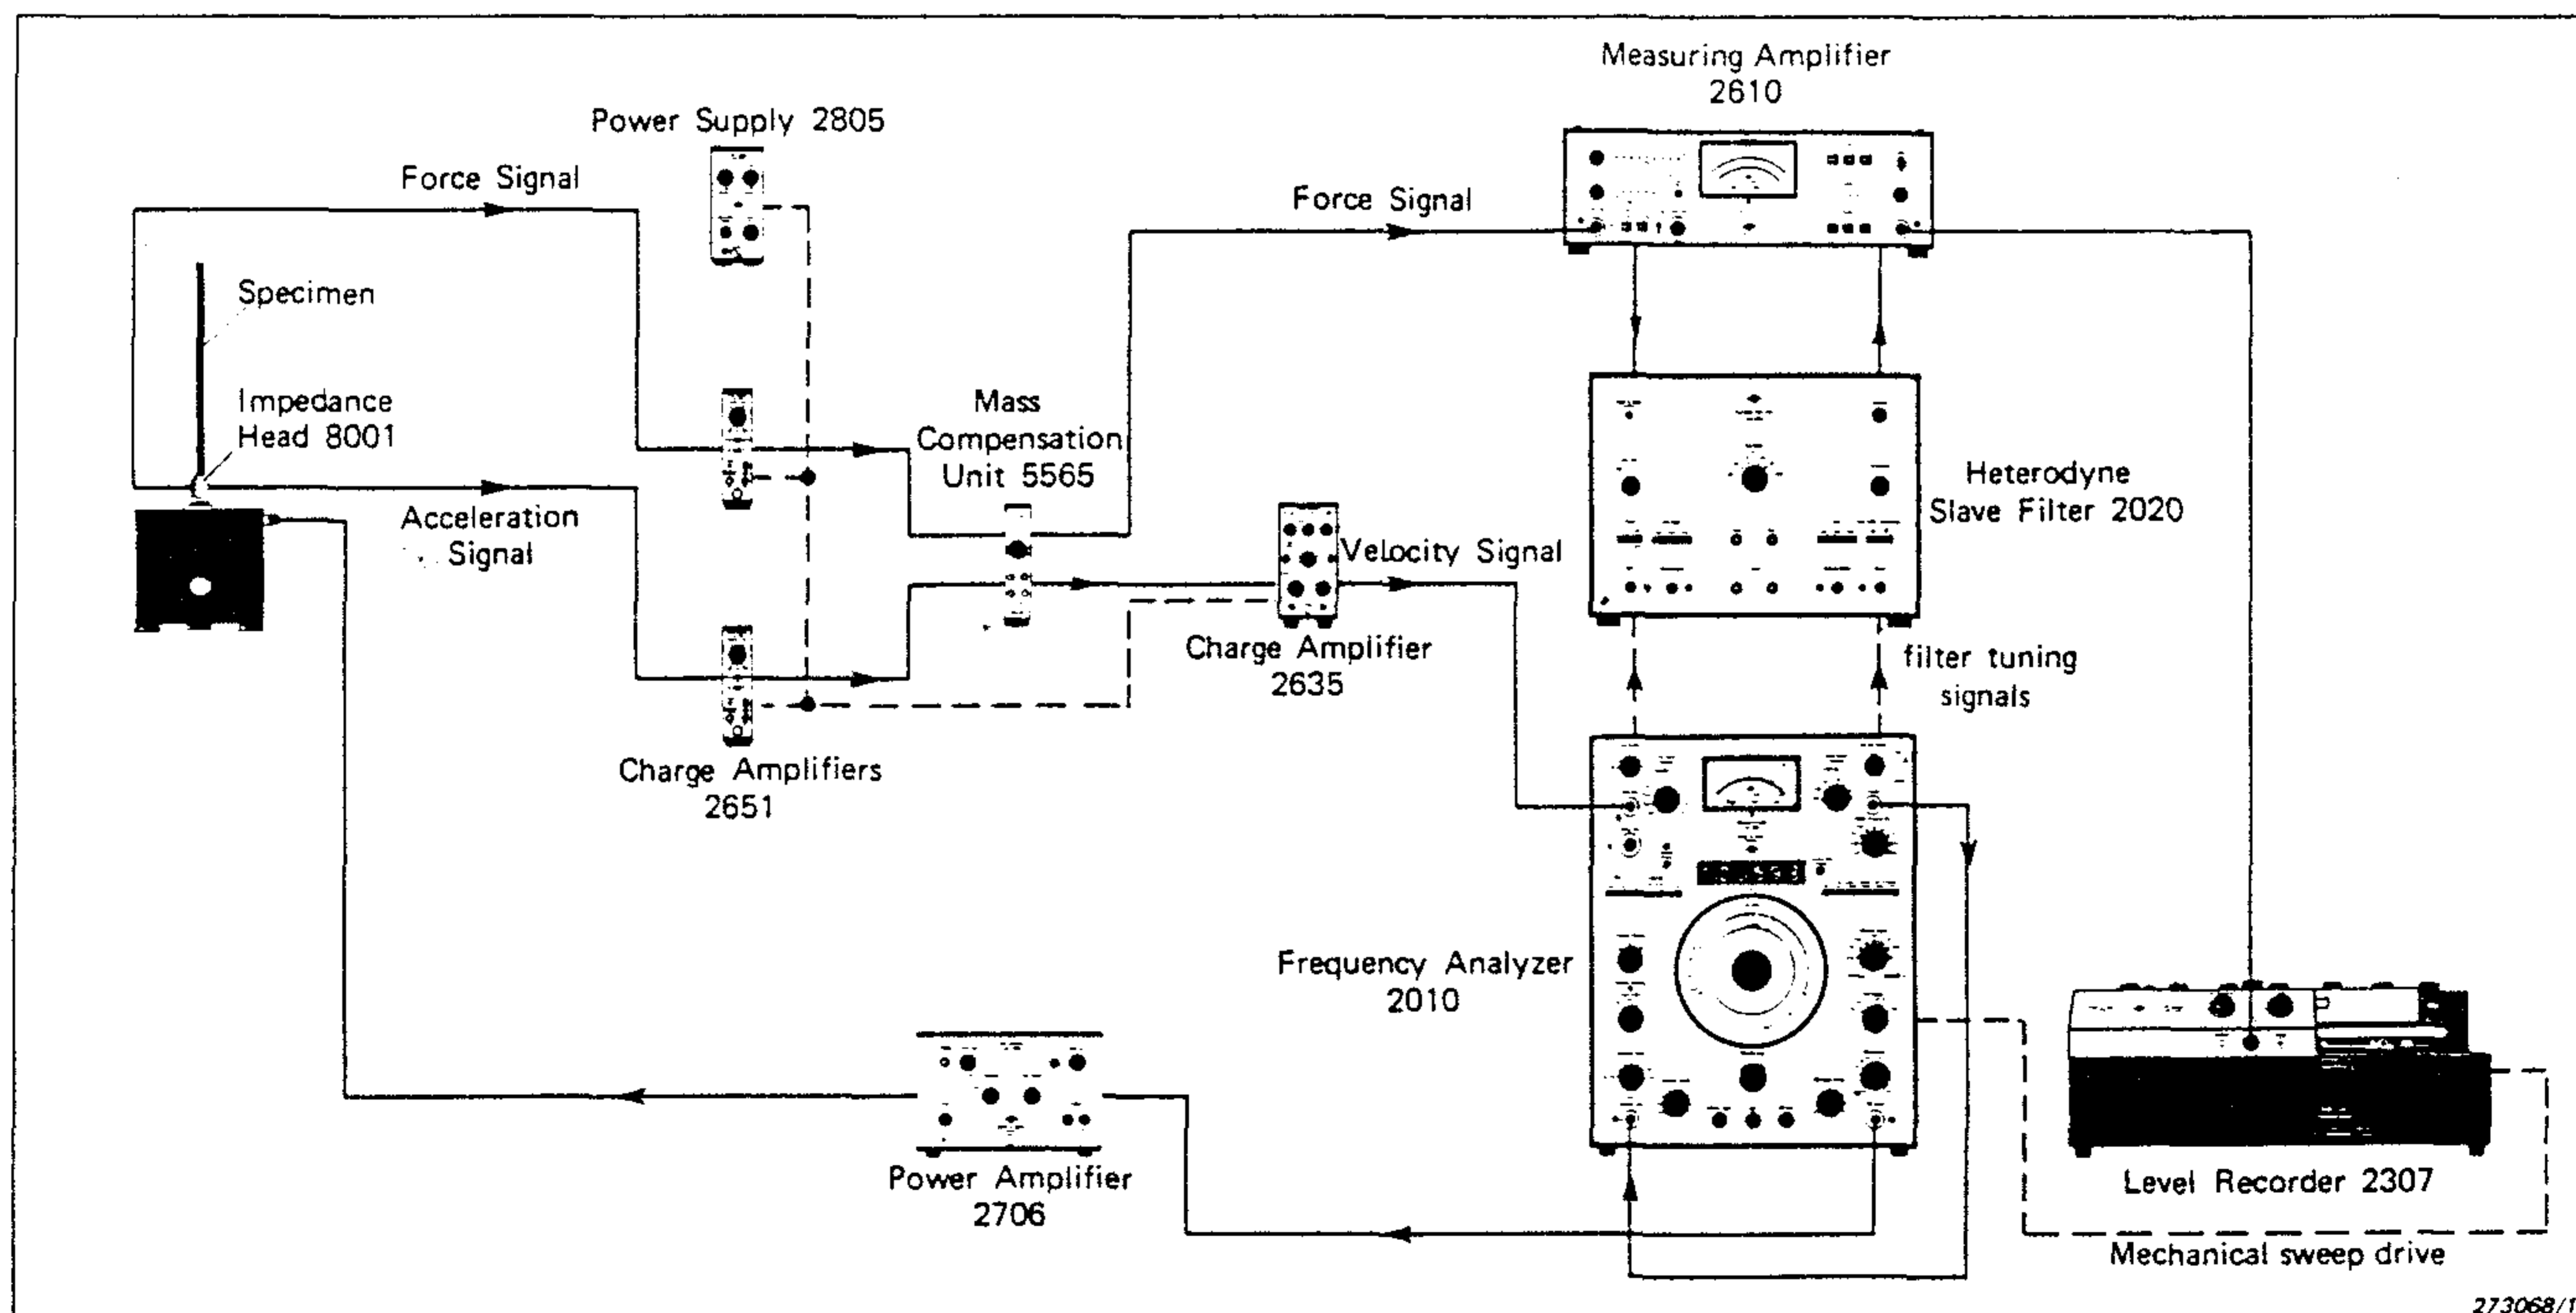 Measuring Amplifier
2610
Power Supply 2805
Force Signal
Force Signal
Specimen
Impedance
Head 8001
Mass
Compensation
Unit 5565
Heterodyne
Slave Filter 2020
Acceleration
Signal
Velocity Signal
Charge Amplifier
2635
filter tuning
signals
Charge Amplifiers
2651
Frequency Analyzer
2010
Power Amplifier
2706
Level Recorder 2307
Mechanical sweep drive
273068/1